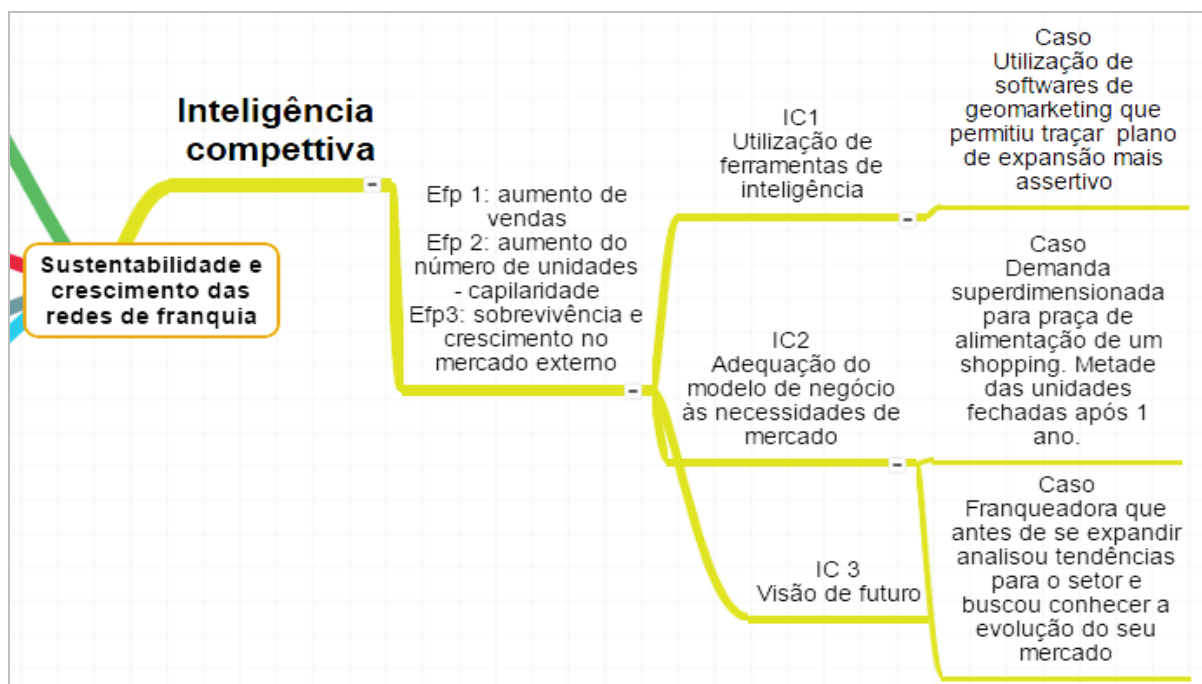 Inteligência
compettiva
Sustentabilidade e
crescimento das
redes de franquia
Efp 1: aumento de
vendas
Efp 2: aumento do
número de unidades
- capilaridade
Efp3: sobrevivência e
crescimento no
mercado externo
IC1
Utilização de
ferramentas de
inteligência
Caso
Utilização de
softwares de
geomarketing que
permitiu traçar plano
de expansão mais
assertivo
IC2
Adequação do
modelo de negócio
às necessidades de
mercado
Caso
Demanda
superdimensionada
para praça de
alimentação de um
shopping. Metade
das unidades
fechadas após 1
ano.
Caso
Franqueadora que
antes de se expandir
analisou tendências
para o setor e
buscou conhecer a
evolução do seu
mercado
IC 3
Visão de futuro